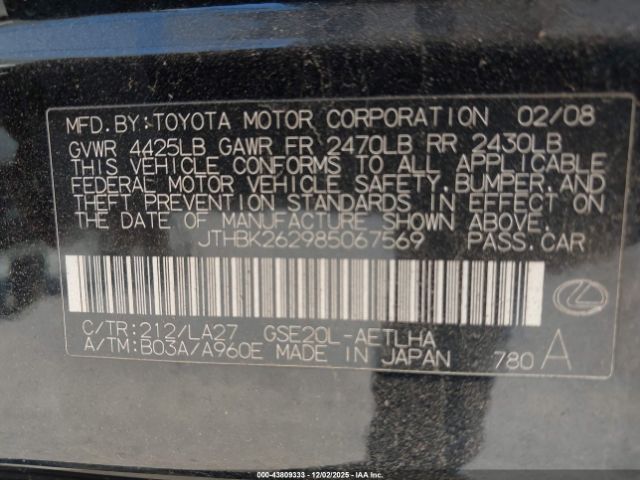 MFD. BY: TOYOTA MOTOR CORPORATION 02/08
GVWR 4425LB GAWR FR 2470LB RR 2430LB
THIS VEHICLE CONFORMS TO ALL APPLICABLE
FEDERAL MOTOR VEHICLE SAFETY, BUMPER, AND
THEFT PREVENTION STANDARDS IN EFFECT ON
THE DATE OF MANUFACTURE SHOWN ABOVE.
JTHBK262985067569 PASS. CAR
C/TR: 212/LA27 GSE20L-AETLHA
A/TM: B03A/A960E MADE IN JAPAN 780 A
© IAAI - 43809333 - 12/02/2025 - © Copyright 2025 IAA, Inc.